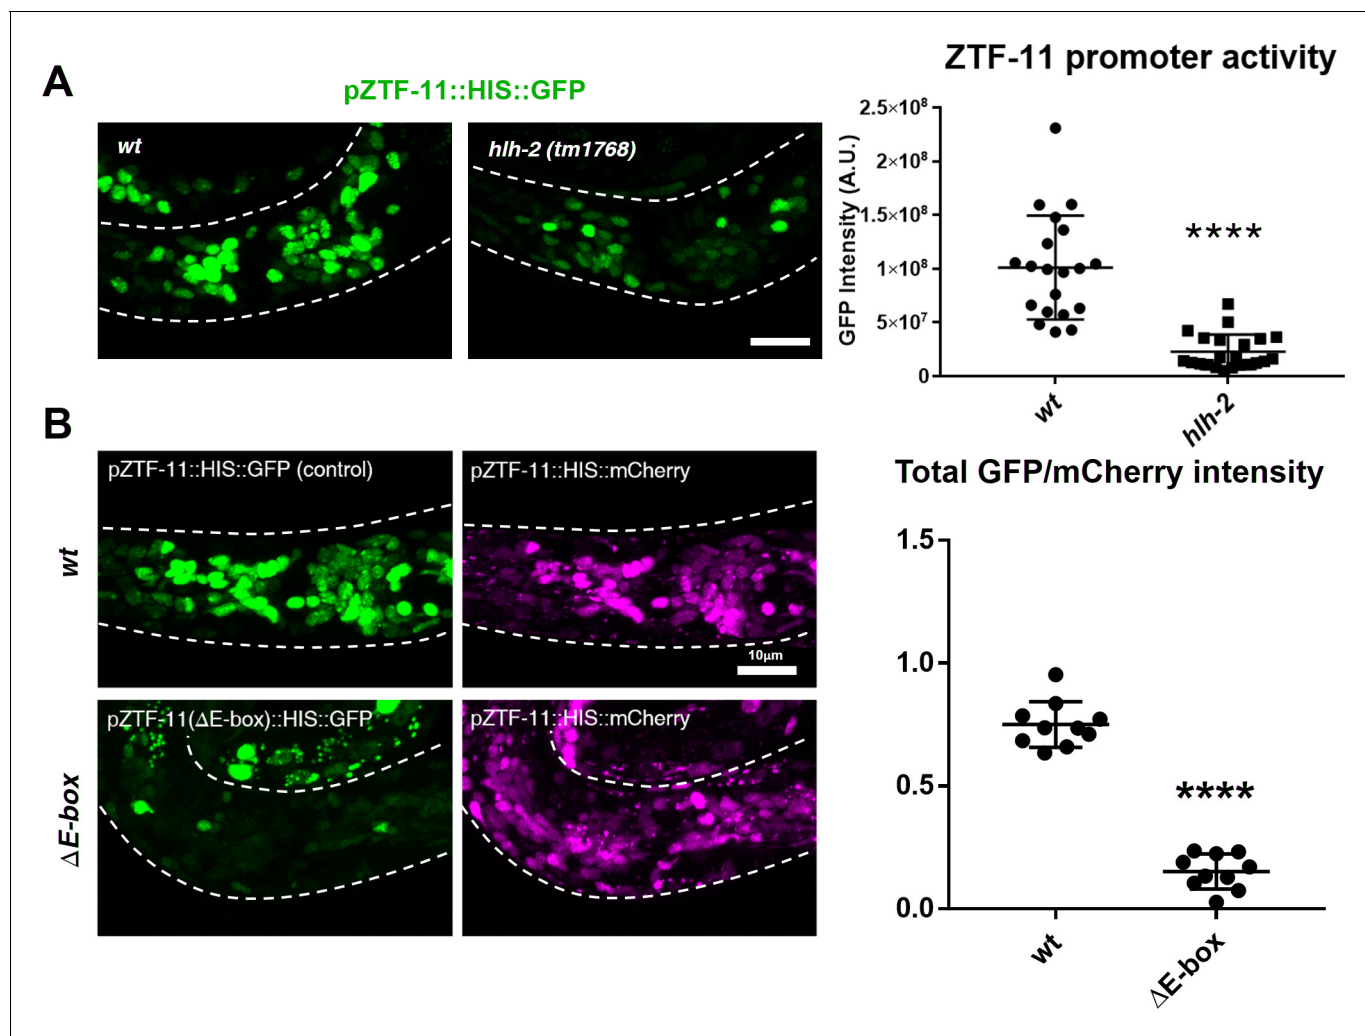 A
pZTF-11::HIS::GFP
wt
hlh-2 (tm1768)
ZTF-11 promoter activity
GFP Intensity (A.U.)
2.5×10⁸
2×10⁸
1.5×10⁸
1×10⁸
5×10⁷
0
****
wt
hlh-2
B
pZTF-11::HIS::GFP (control)
pZTF-11::HIS::mCherry
wt
10µm
pZTF-11(ΔE-box)::HIS::GFP
pZTF-11::HIS::mCherry
ΔE-box
Total GFP/mCherry intensity
1.5
1.0
0.5
0.0
****
wt
ΔE-box